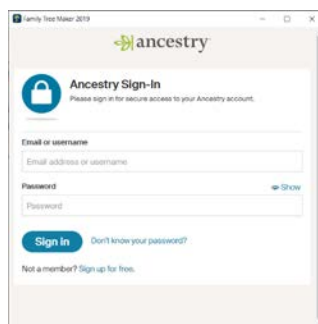 Family Tree Maker 2019
ancestry
Ancestry Sign-In
Please sign in for secure access to your Ancestry account.
Email or username
Email address or username
Password
Show
Password
Sign in
Don't know your password?
Not a member? Sign up for free.